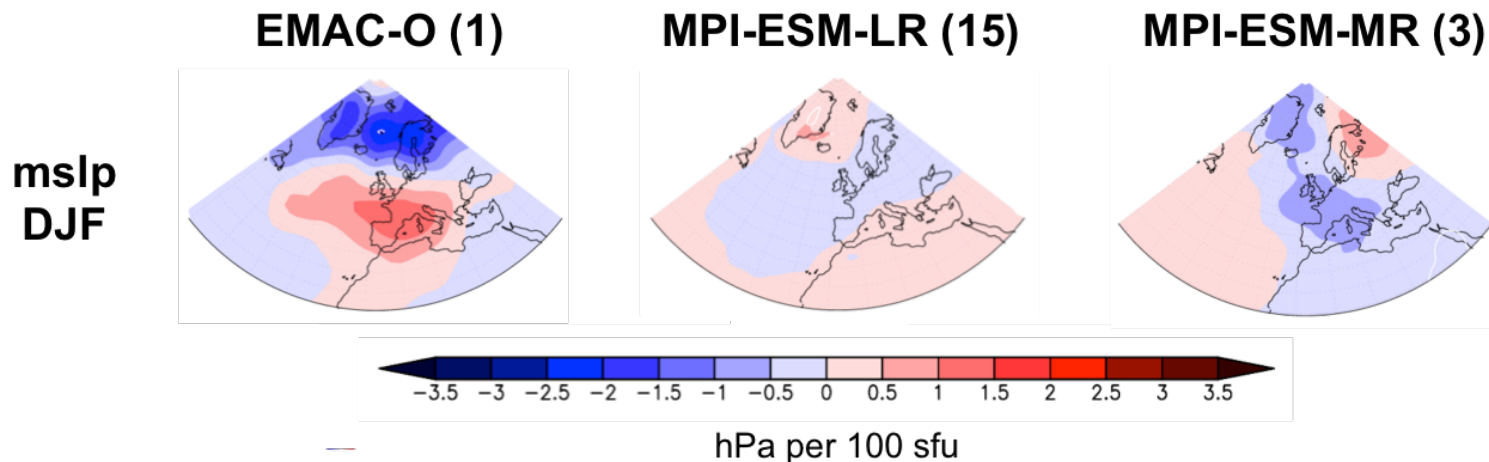 EMAC-O (1) MPI-ESM-LR (15) MPI-ESM-MR (3)
mslp
DJF
−3.5 −3 −2.5 −2 −1.5 −1 −0.5 0 0.5 1 1.5 2 2.5 3 3.5
hPa per 100 sfu